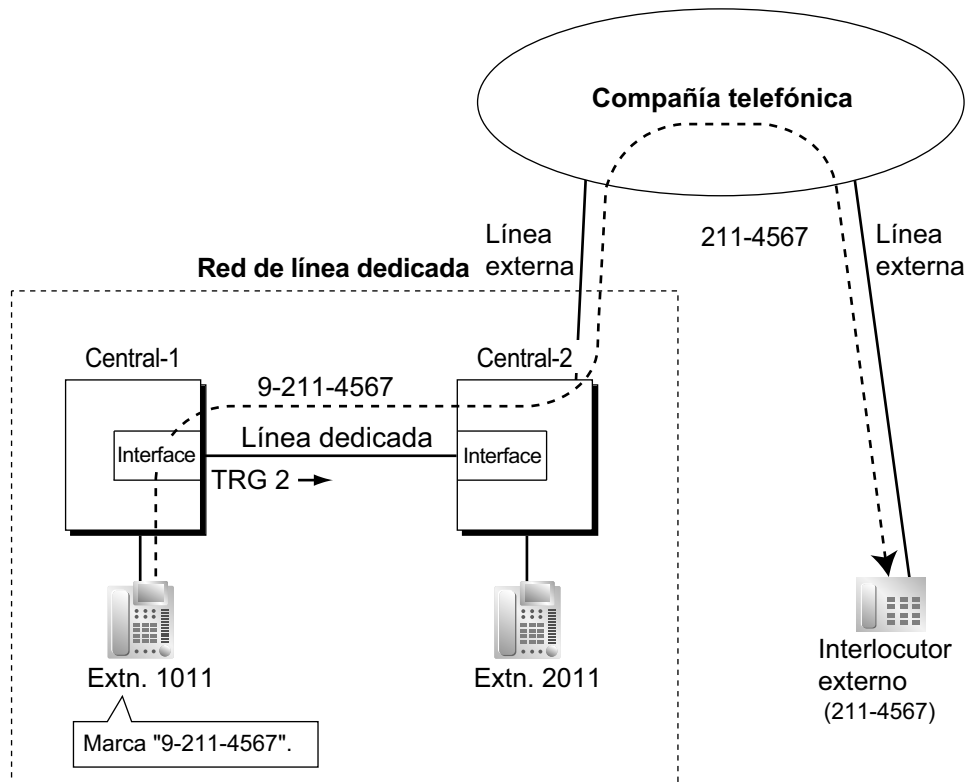 Compañía telefónica
Línea
externa
211-4567
Línea
externa
Red de línea dedicada
Central-1
Central-2
9-211-4567
Interface
Línea dedicada
Interface
TRG 2
Extn. 1011
Extn. 2011
Interlocutor
externo
(211-4567)
Marca "9-211-4567".